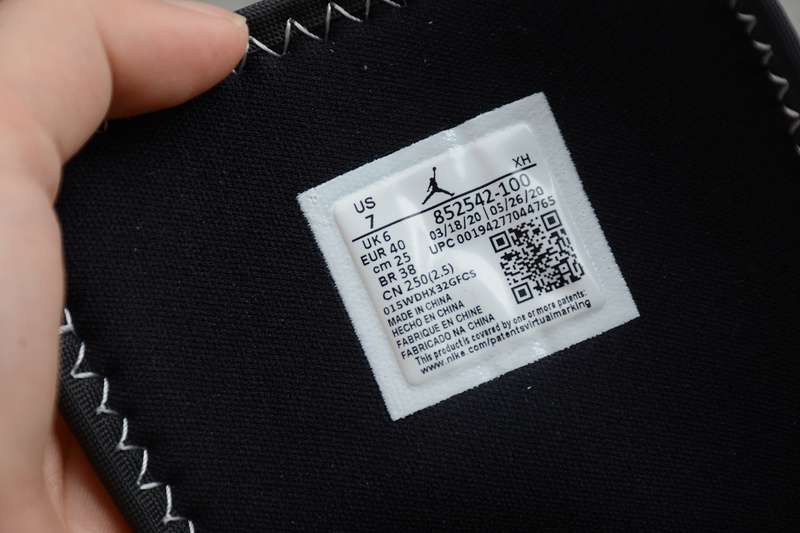 US
7
XH
UK 6
852542-100
EUR 40
03/18/20 05/26/20
cm 25
UPC 00194277044765
BR 38
CN 250(2.5)
015WDHX32GFCS
MADE IN CHINA
HECHO EN CHINA
FABRIQUE EN CHINE
FABRICADO NA CHINA
This product is covered by one or more patents:
www.nike.com/patentsvirtualmarking